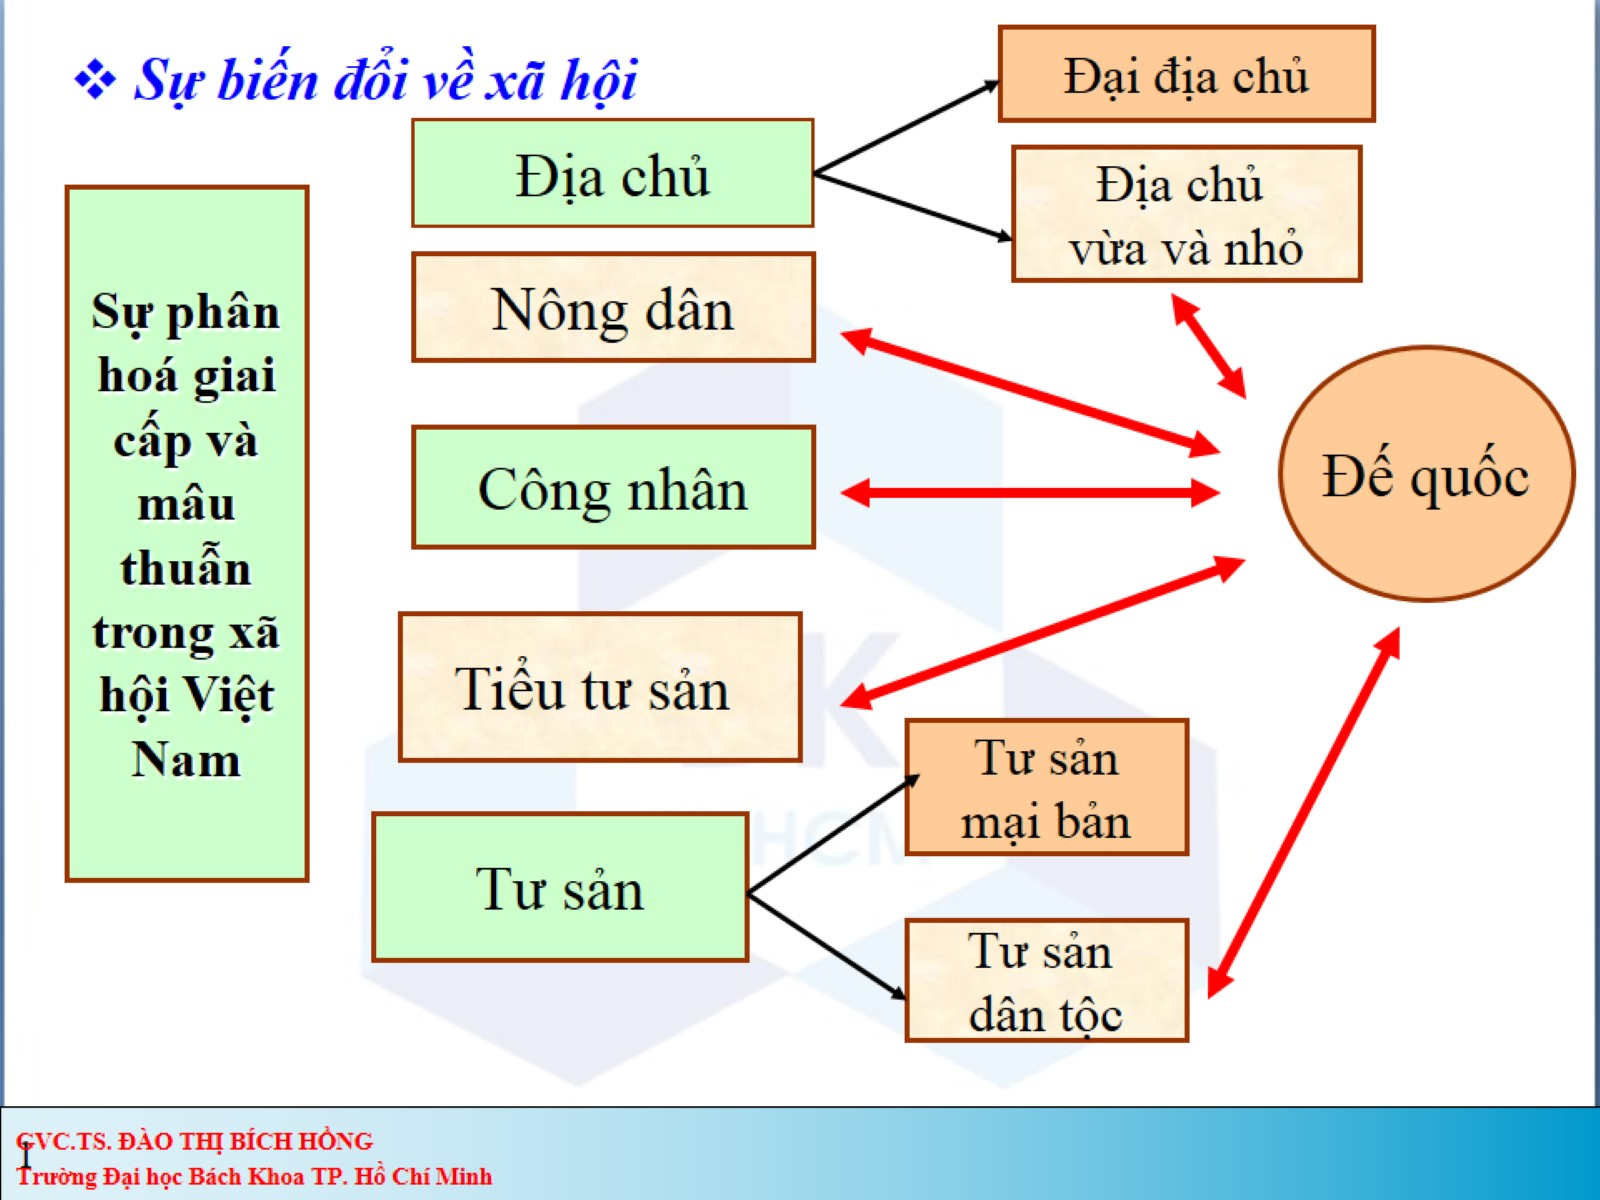 ❖ Sự biến đổi về xã hội
Sự phân
hoá giai
cấp và
mâu
thuẫn
trong xã
hội Việt
Nam
Địa chủ
Đại địa chủ
Địa chủ
vừa và nhỏ
Nông dân
Công nhân
Đế quốc
Tiểu tư sản
Tư sản
Tư sản
mại bản
Tư sản
dân tộc
K
HCM
GVC.TS. ĐÀO THỊ BÍCH HỒNG
1
Trường Đại học Bách Khoa TP. Hồ Chí Minh